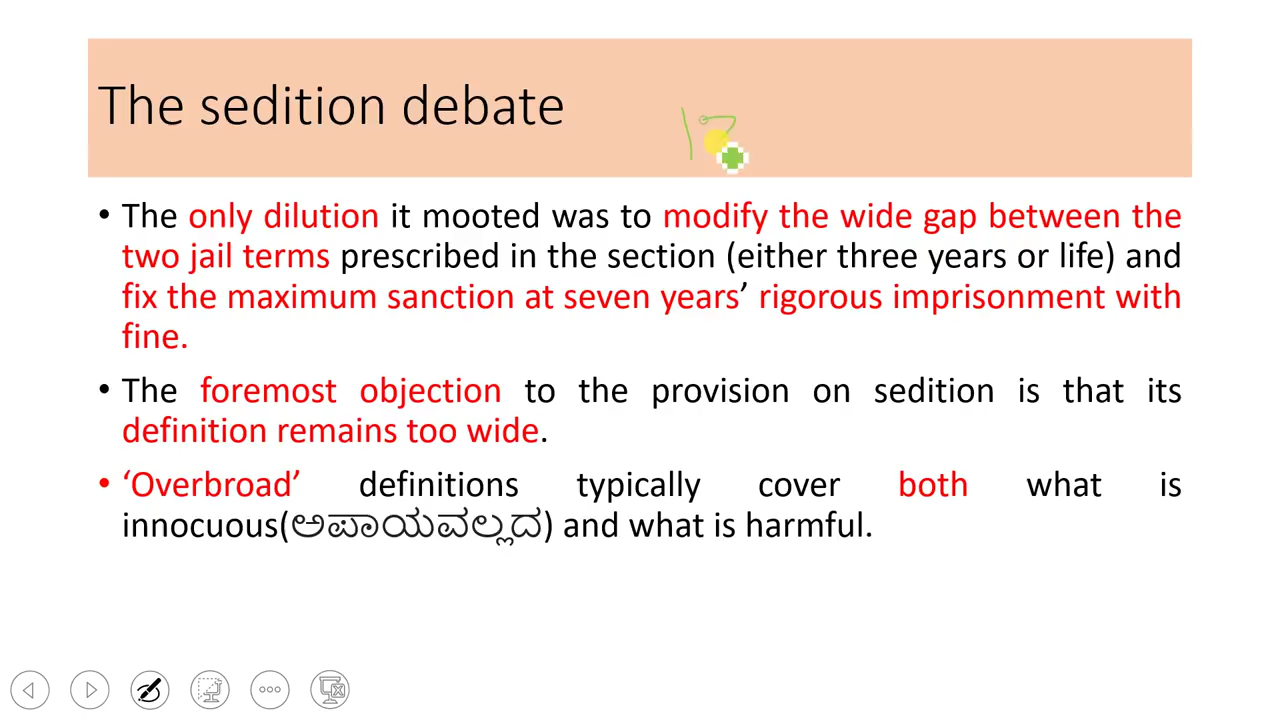 The sedition debate
• The only dilution it mooted was to modify the wide gap between the
two jail terms prescribed in the section (either three years or life) and
fix the maximum sanction at seven years’ rigorous imprisonment with
fine.
• The foremost objection to the provision on sedition is that its
definition remains too wide.
• ‘Overbroad’ definitions typically cover both what is
innocuous(ಅಪಾಯವಲ್ಲದ) and what is harmful.